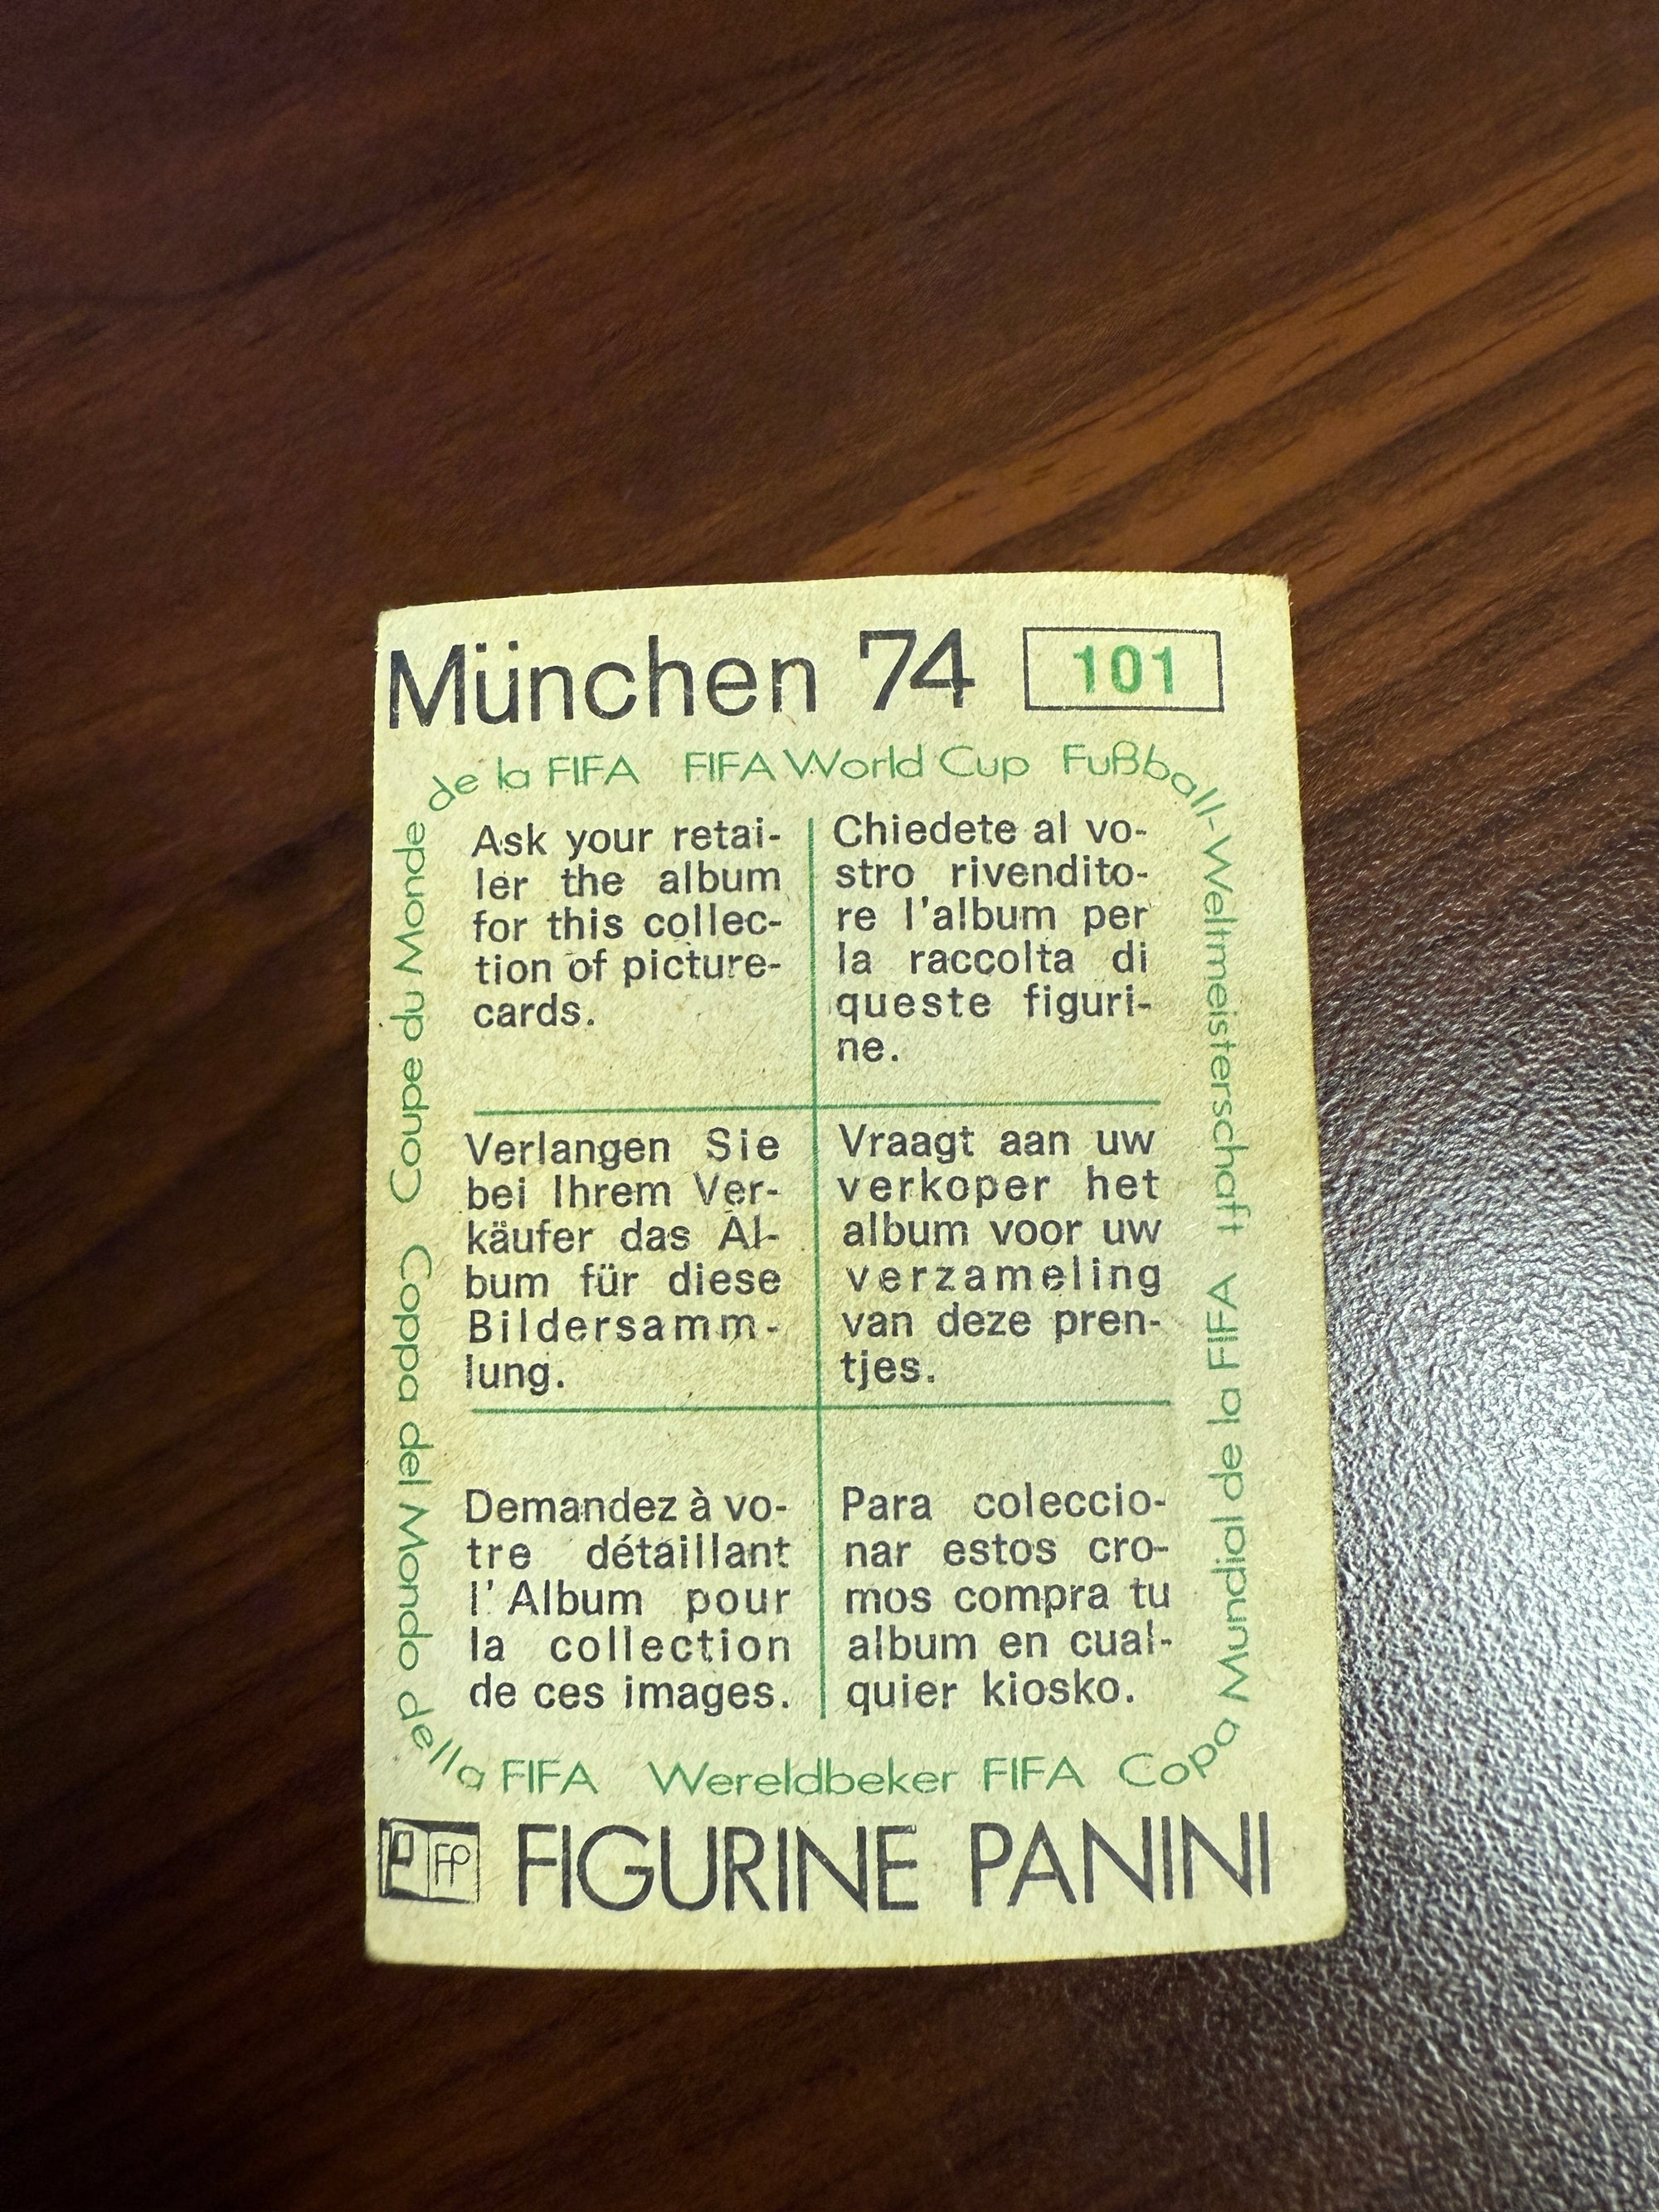 München 74 101
Coupe du Monde de la FIFA
FIFA World Cup
Fußball-Weltmeisterschaft
Ask your retai-
ler the album
for this collec-
tion of picture-
cards.
Chiedete al vo-
stro rivendito-
re l'album per
la raccolta di
queste figuri-
ne.
Verlangen Sie
bei Ihrem Ver-
käufer das Al-
bum für diese
Bildersamm-
lung.
Vraagt aan uw
verkoper het
album voor uw
verzameling
van deze pren-
tjes.
Demandez à vo-
tre détaillant
l'Album pour
la collection
de ces images.
Para coleccio-
nar estos cro-
mos compra tu
album en cual-
quier kiosko.
Coppa del Mondo della FIFA
Wereldbeker FIFA
Copa Mundial de la FIFA
FP FIGURINE PANINI